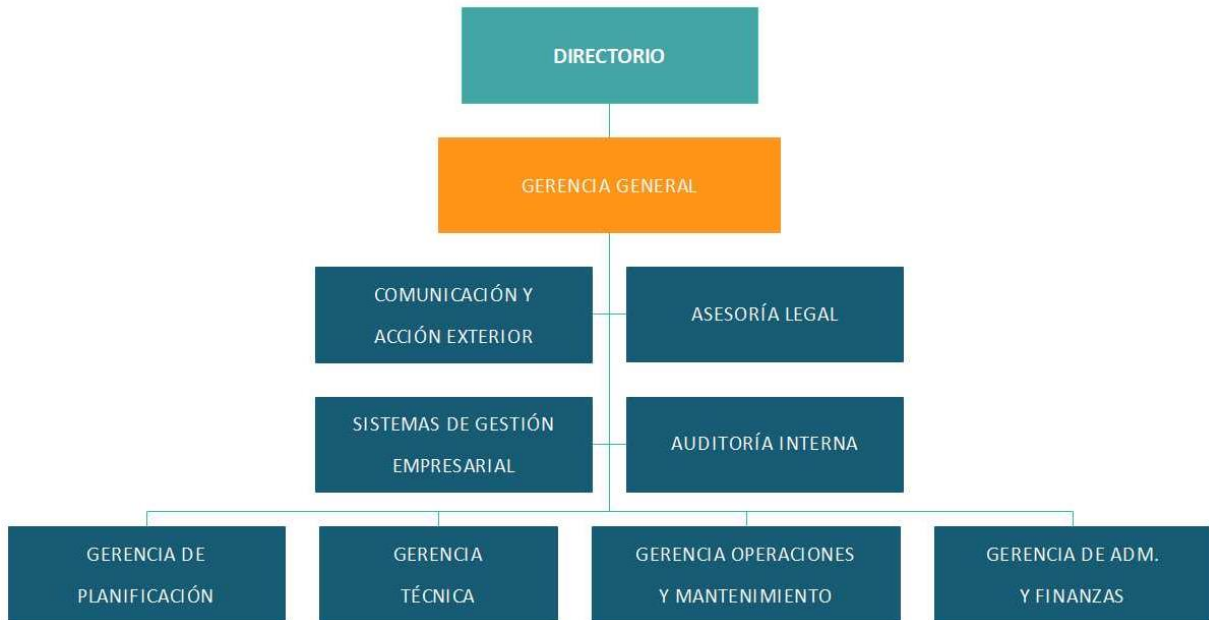 DIRECTORIO
GERENCIA GENERAL
COMUNICACIÓN Y
ACCIÓN EXTERIOR
ASESORÍA LEGAL
SISTEMAS DE GESTIÓN
EMPRESARIAL
AUDITORÍA INTERNA
GERENCIA DE
PLANIFICACIÓN
GERENCIA
TÉCNICA
GERENCIA OPERACIONES
Y MANTENIMIENTO
GERENCIA DE ADM.
Y FINANZAS